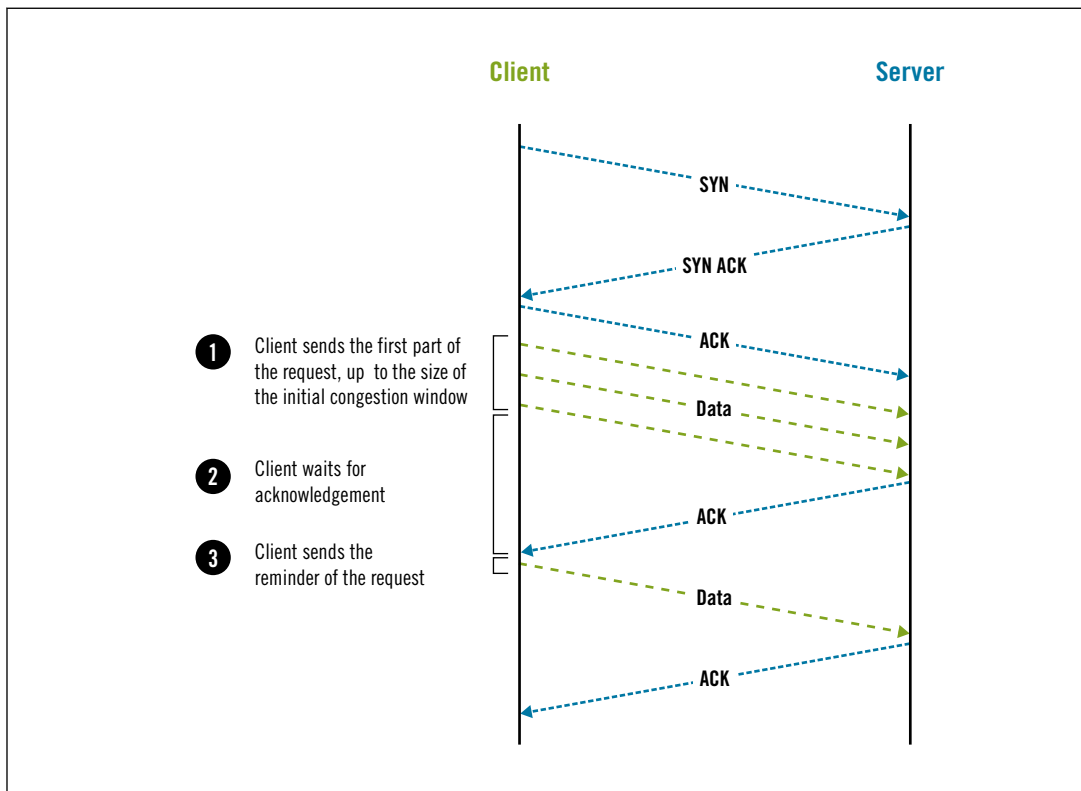 Client
Server
SYN
SYN ACK
ACK
1
Client sends the first part of
the request, up to the size of
the initial congestion window
Data
2
Client waits for
acknowledgement
ACK
3
Client sends the
reminder of the request
Data
ACK